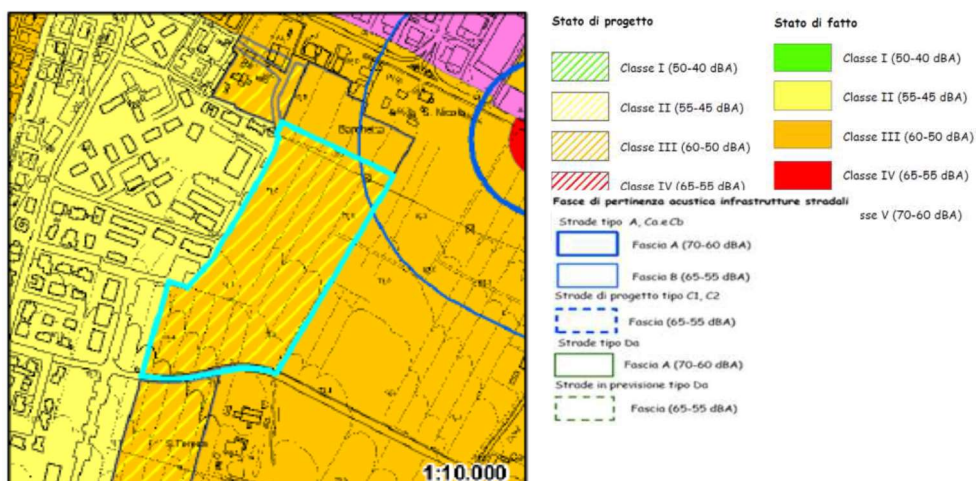 Stato di progetto
Classe I (50-40 dBA)
Classe II (55-45 dBA)
Classe III (60-50 dBA)
Classe IV (65-55 dBA)
Stato di fatto
Classe I (50-40 dBA)
Classe II (55-45 dBA)
Classe III (60-50 dBA)
Classe IV (65-55 dBA)
sse V (70-60 dBA)
Fasce di pertinenza acustica infrastrutture stradali
Strade tipo A, Ca e Cb
Fascia A (70-60 dBA)
Fascia B (65-55 dBA)
Strade di progetto tipo C1, C2
Fascia (65-55 dBA)
Strade tipo Da
Fascia A (70-60 dBA)
Strade in previsione tipo Da
Fascia (65-55 dBA)
S. Nicola
S.Teresa
1:10.000